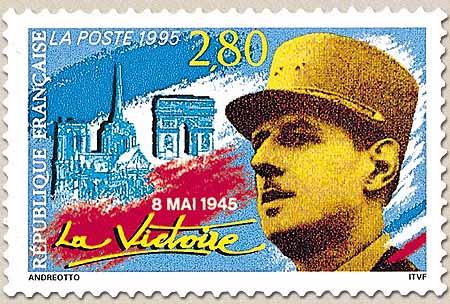 LA POSTE 1995
2,80
RÉPUBLIQUE FRANÇAISE
8 MAI 1945
La Victoire
ANDREOTTO
ITVF